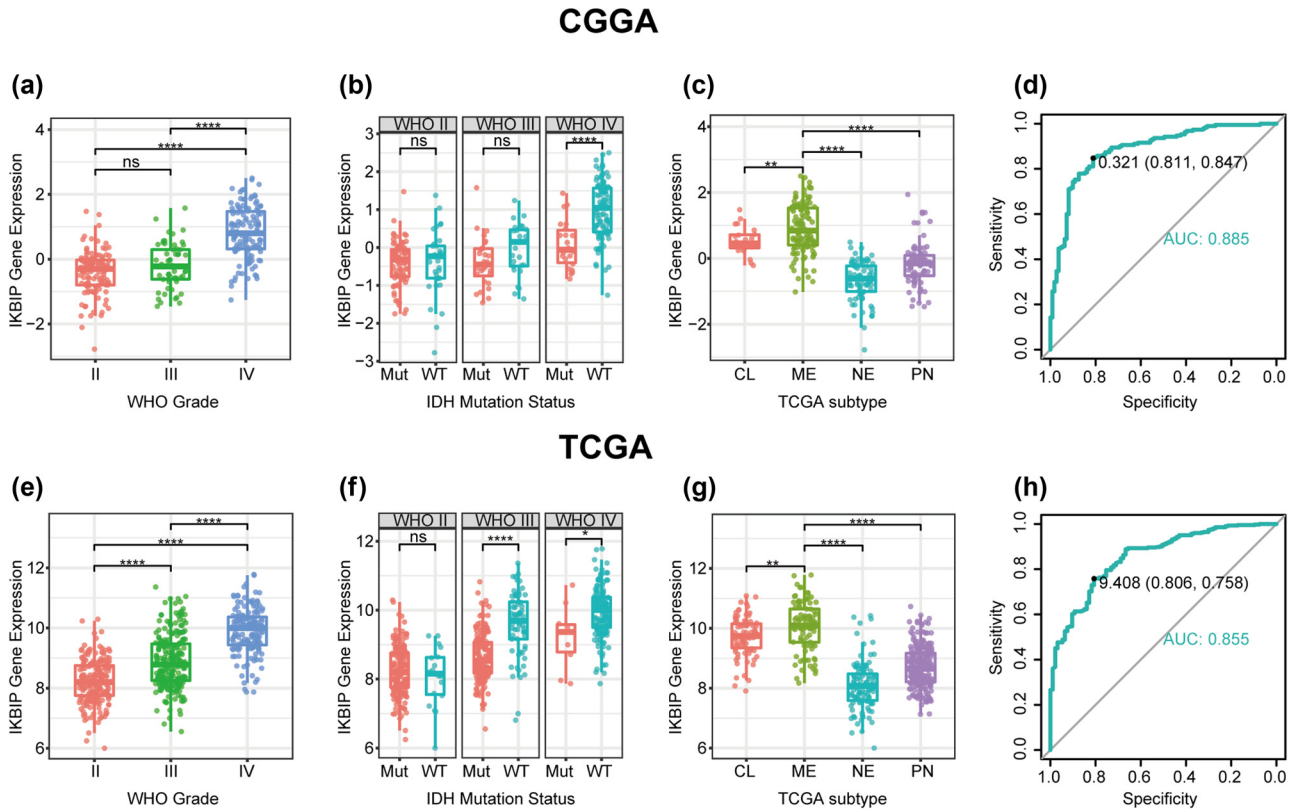 CGGA
(a)
IKBIP Gene Expression
4
2
0
−2
ns
****
****
II
III
IV
WHO Grade
(b)
IKBIP Gene Expression
3
2
1
0
−1
−2
−3
WHO II
WHO III
WHO IV
ns
ns
****
Mut
WT
Mut
WT
Mut
WT
IDH Mutation Status
(c)
IKBIP Gene Expression
4
2
0
−2
**
****
****
CL
ME
NE
PN
TCGA subtype
(d)
Sensitivity
1.0
0.8
0.6
0.4
0.2
0.0
0.321 (0.811, 0.847)
AUC: 0.885
1.0
0.8
0.6
0.4
0.2
0.0
Specificity
TCGA
(e)
IKBIP Gene Expression
12
10
8
6
****
****
****
II
III
IV
WHO Grade
(f)
IKBIP Gene Expression
12
10
8
6
WHO II
WHO III
WHO IV
ns
****
*
Mut
WT
Mut
WT
Mut
WT
IDH Mutation Status
(g)
IKBIP Gene Expression
12
10
8
6
**
****
****
CL
ME
NE
PN
TCGA subtype
(h)
Sensitivity
1.0
0.8
0.6
0.4
0.2
0.0
9.408 (0.806, 0.758)
AUC: 0.855
1.0
0.8
0.6
0.4
0.2
0.0
Specificity